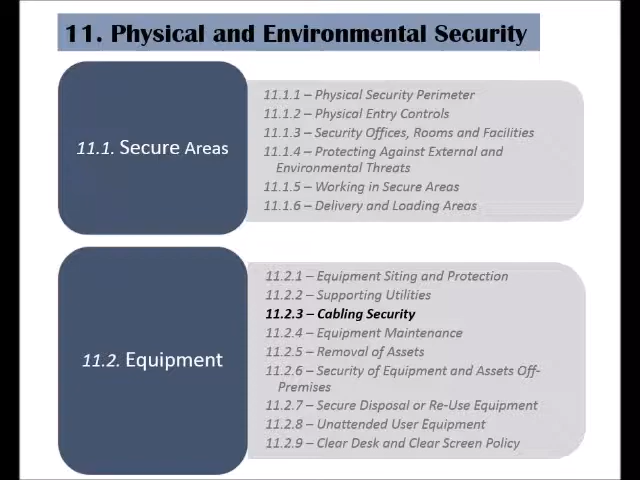 11. Physical and Environmental Security
11.1. Secure Areas
11.1.1 – Physical Security Perimeter
11.1.2 – Physical Entry Controls
11.1.3 – Security Offices, Rooms and Facilities
11.1.4 – Protecting Against External and
Environmental Threats
11.1.5 – Working in Secure Areas
11.1.6 – Delivery and Loading Areas
11.2. Equipment
11.2.1 – Equipment Siting and Protection
11.2.2 – Supporting Utilities
11.2.3 – Cabling Security
11.2.4 – Equipment Maintenance
11.2.5 – Removal of Assets
11.2.6 – Security of Equipment and Assets Off-
Premises
11.2.7 – Secure Disposal or Re-Use Equipment
11.2.8 – Unattended User Equipment
11.2.9 – Clear Desk and Clear Screen Policy